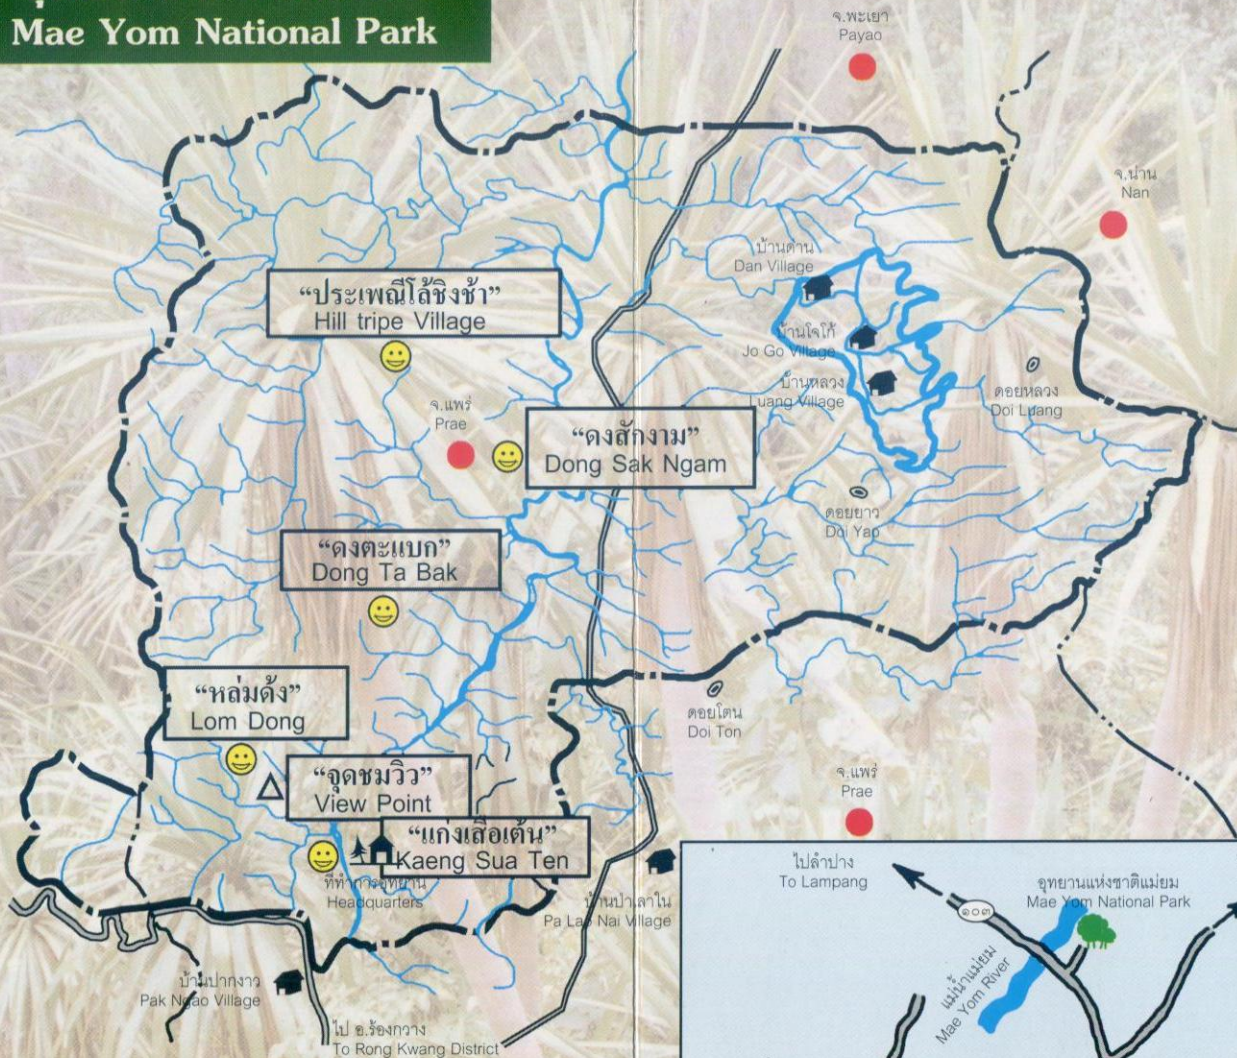 Mae Yom National Park
จ.พะเยา
Payao
จ.น่าน
Nan
บ้านด่าน
Dan Village
“ประเพณีโล้ชิงช้า”
Hill tripe Village
บ้านโจโก้
Jo Go Village
บ้านหลวง
Luang Village
ดอยหลวง
Doi Luang
จ.แพร่
Prae
“ดงสักงาม”
Dong Sak Ngam
ดอยยาว
Doi Yap
“ดงตะแบก”
Dong Ta Bak
“หล่มด้ง”
Lom Dong
ดอยโตน
Doi Ton
“จุดชมวิว”
View Point
จ.แพร่
Prae
“แก่งเสือเต้น”
Kaeng Sua Ten
ที่ทำการอุทยาน
Headquarters
บ้านป่าเลาใน
Pa Lao Nai Village
บ้านปากงาว
Pak Ngao Village
ไป อ.ร้องกวาง
To Rong Kwang District
ไปลำปาง
To Lampang
อุทยานแห่งชาติแม่ยม
Mae Yom National Park
๑๐๓
แม่น้ำแม่ยม
Mae Yom River